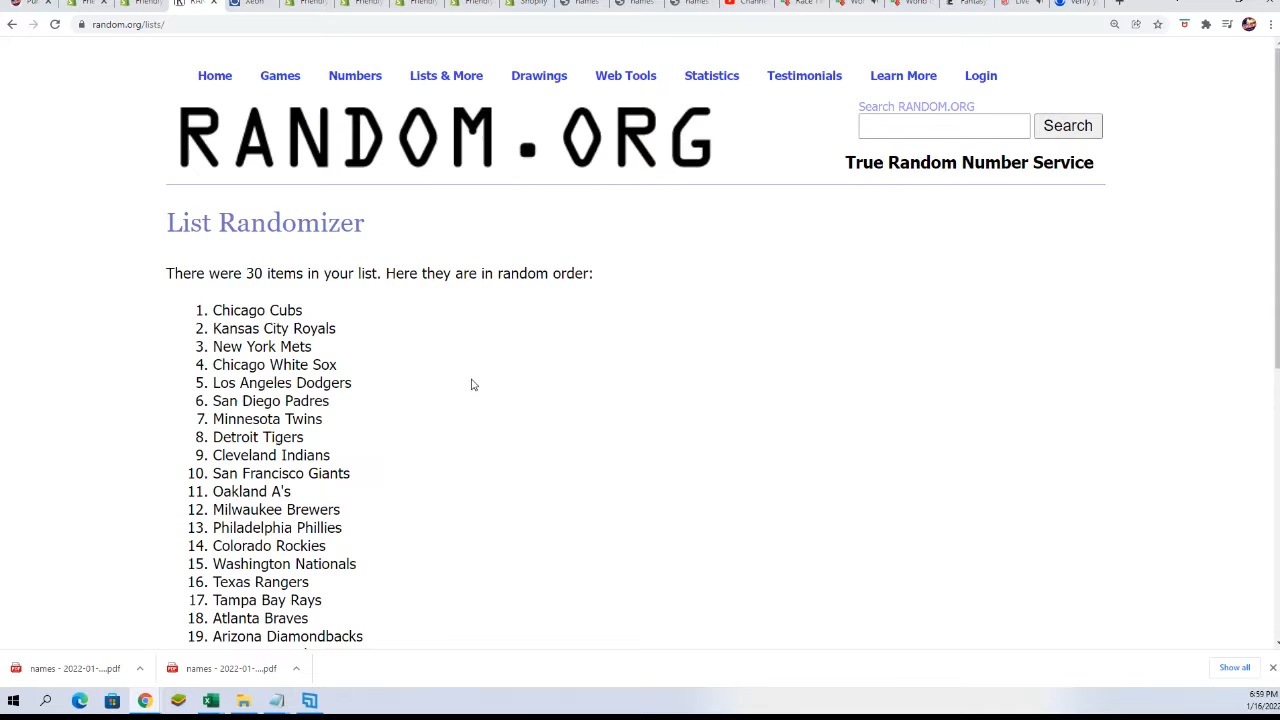 random.org/lists/
Home Games Numbers Lists & More Drawings Web Tools Statistics Testimonials Learn More Login
RANDOM.ORG
Search RANDOM.ORG
Search
True Random Number Service
List Randomizer
There were 30 items in your list. Here they are in random order:
1. Chicago Cubs
2. Kansas City Royals
3. New York Mets
4. Chicago White Sox
5. Los Angeles Dodgers
6. San Diego Padres
7. Minnesota Twins
8. Detroit Tigers
9. Cleveland Indians
10. San Francisco Giants
11. Oakland A's
12. Milwaukee Brewers
13. Philadelphia Phillies
14. Colorado Rockies
15. Washington Nationals
16. Texas Rangers
17. Tampa Bay Rays
18. Atlanta Braves
19. Arizona Diamondbacks
names - 2022-01-....pdf names - 2022-01-....pdf Show all
6:59 PM
1/16/2022